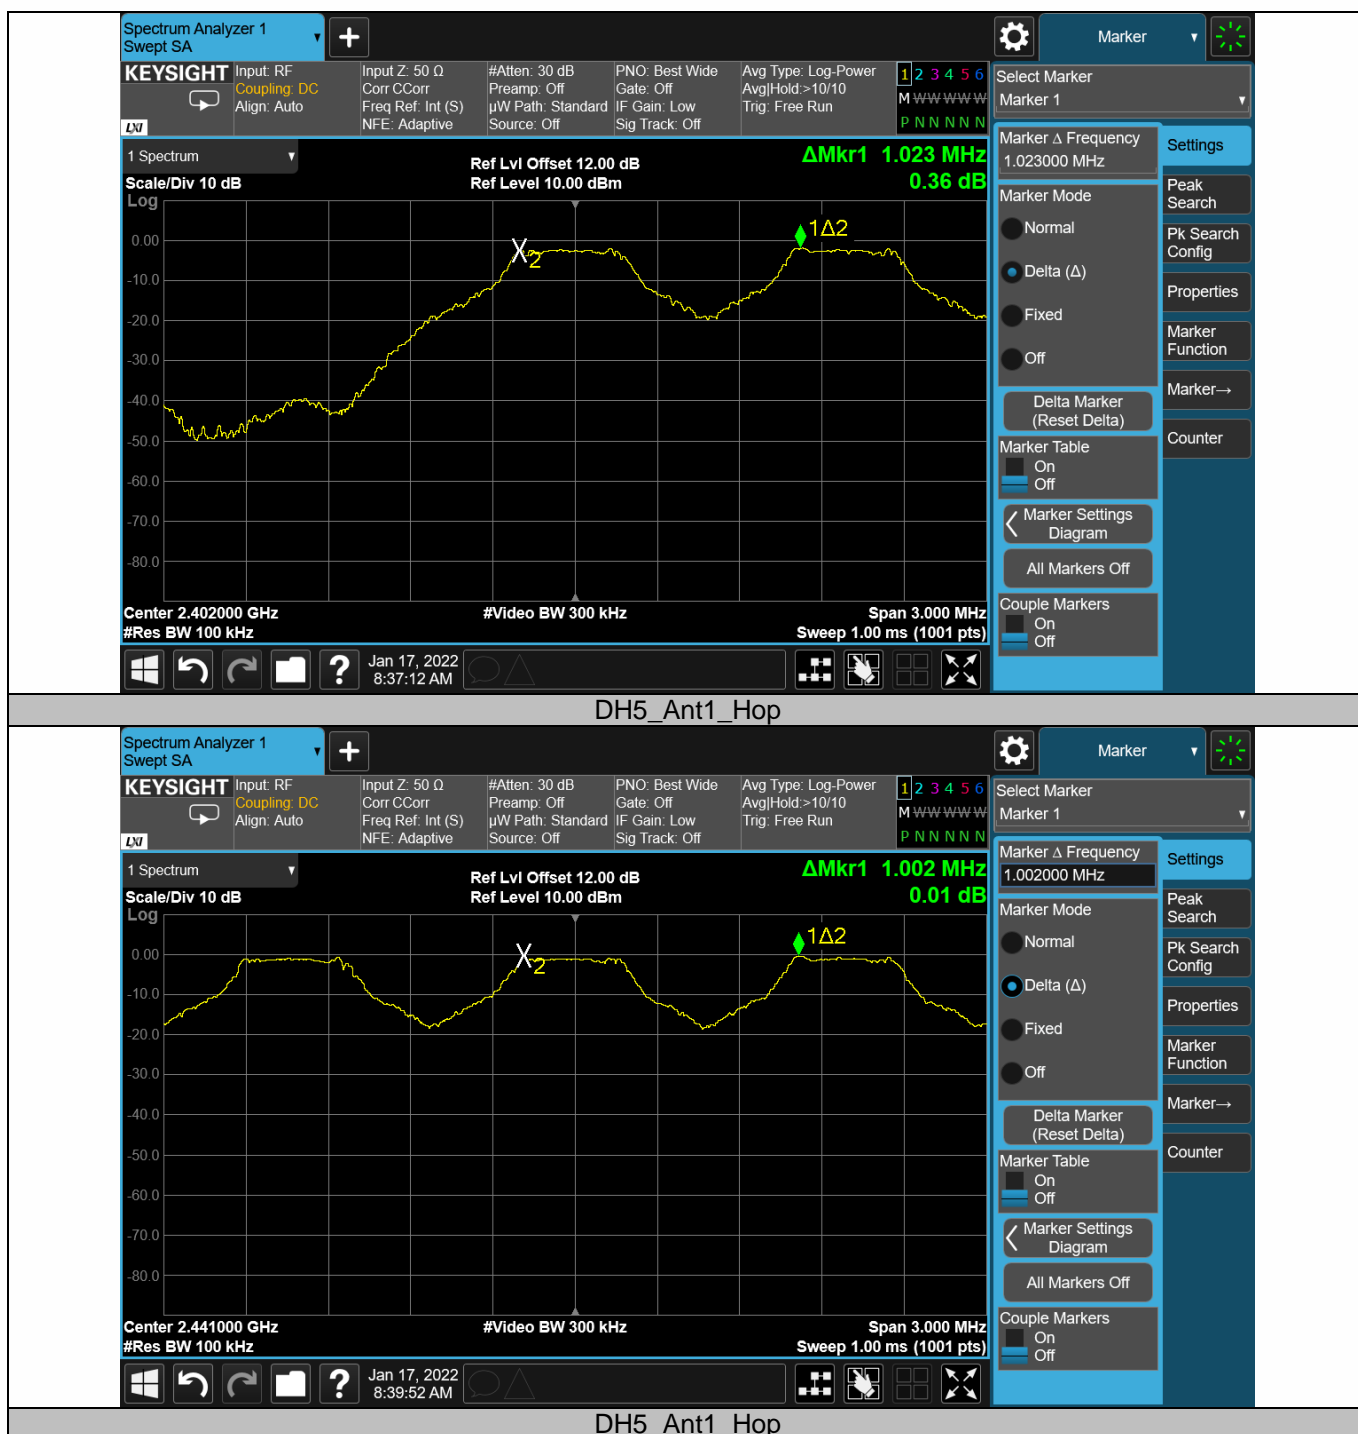 Spectrum Analyzer 1
Swept SA
Marker
KEYSIGHT
LXI
Input: RF
Coupling: DC
Align: Auto
Input Z: 50 Ω
Corr CCorr
Freq Ref: Int (S)
NFE: Adaptive
#Atten: 30 dB
Preamp: Off
µW Path: Standard
Source: Off
PNO: Best Wide
Gate: Off
IF Gain: Low
Sig Track: Off
Avg Type: Log-Power
Avg|Hold:>10/10
Trig: Free Run
1 2 3 4 5 6
M W W W W W
P N N N N N
Select Marker
Marker 1
1 Spectrum
Scale/Div 10 dB
Log
Ref Lvl Offset 12.00 dB
Ref Level 10.00 dBm
ΔMkr1 1.023 MHz
0.36 dB
0.00
-10.0
-20.0
-30.0
-40.0
-50.0
-60.0
-70.0
-80.0
X2
1Δ2
Center 2.402000 GHz
#Res BW 100 kHz
#Video BW 300 kHz
Span 3.000 MHz
Sweep 1.00 ms (1001 pts)
Marker Δ Frequency
1.023000 MHz
Marker Mode
Normal
Delta (Δ)
Fixed
Off
Delta Marker
(Reset Delta)
Marker Table
On
Off
Marker Settings
Diagram
All Markers Off
Couple Markers
On
Off
Settings
Peak
Search
Pk Search
Config
Properties
Marker
Function
Marker→
Counter
?
Jan 17, 2022
8:37:12 AM
DH5_Ant1_Hop
Spectrum Analyzer 1
Swept SA
Marker
KEYSIGHT
LXI
Input: RF
Coupling: DC
Align: Auto
Input Z: 50 Ω
Corr CCorr
Freq Ref: Int (S)
NFE: Adaptive
#Atten: 30 dB
Preamp: Off
µW Path: Standard
Source: Off
PNO: Best Wide
Gate: Off
IF Gain: Low
Sig Track: Off
Avg Type: Log-Power
Avg|Hold:>10/10
Trig: Free Run
1 2 3 4 5 6
M W W W W W
P N N N N N
Select Marker
Marker 1
1 Spectrum
Scale/Div 10 dB
Log
Ref Lvl Offset 12.00 dB
Ref Level 10.00 dBm
ΔMkr1 1.002 MHz
0.01 dB
0.00
-10.0
-20.0
-30.0
-40.0
-50.0
-60.0
-70.0
-80.0
X2
1Δ2
Center 2.441000 GHz
#Res BW 100 kHz
#Video BW 300 kHz
Span 3.000 MHz
Sweep 1.00 ms (1001 pts)
Marker Δ Frequency
1.002000 MHz
Marker Mode
Normal
Delta (Δ)
Fixed
Off
Delta Marker
(Reset Delta)
Marker Table
On
Off
Marker Settings
Diagram
All Markers Off
Couple Markers
On
Off
Settings
Peak
Search
Pk Search
Config
Properties
Marker
Function
Marker→
Counter
?
Jan 17, 2022
8:39:52 AM
DH5_Ant1_Hop